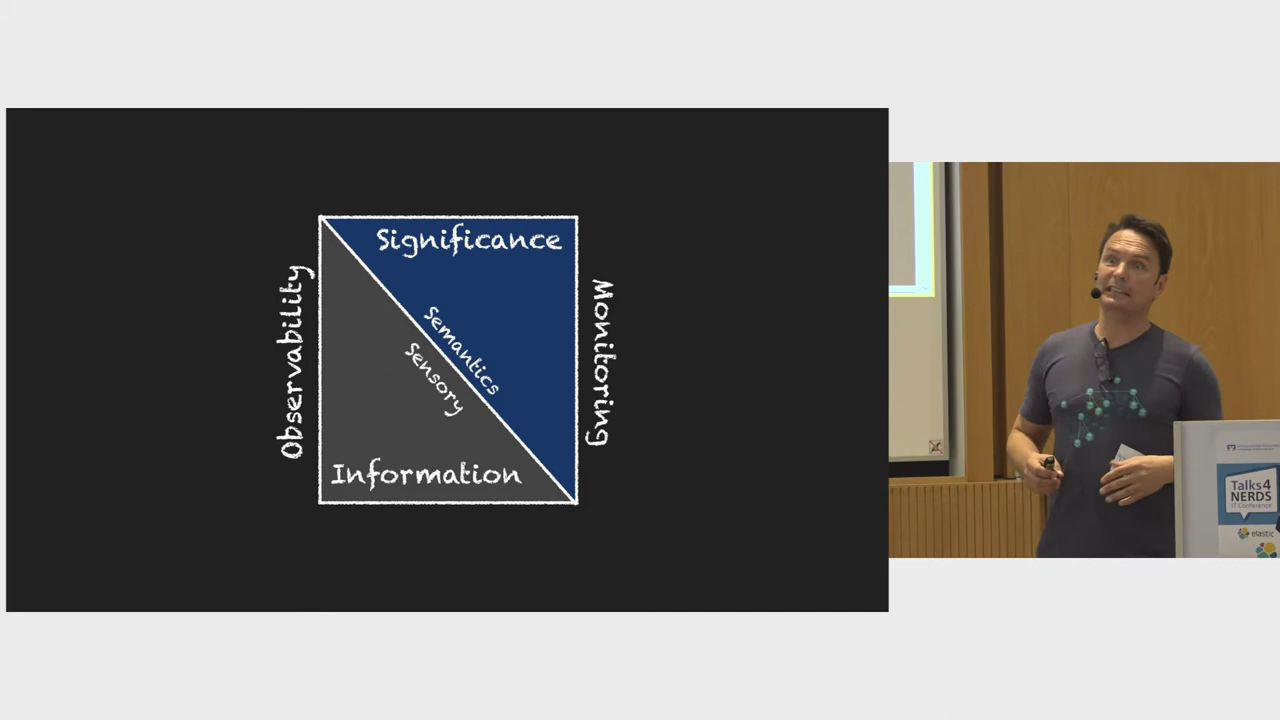 Significance
Observability
Semantics
Sensory
Monitoring
Information
Talks4
NERDS
IT Conference
elastic